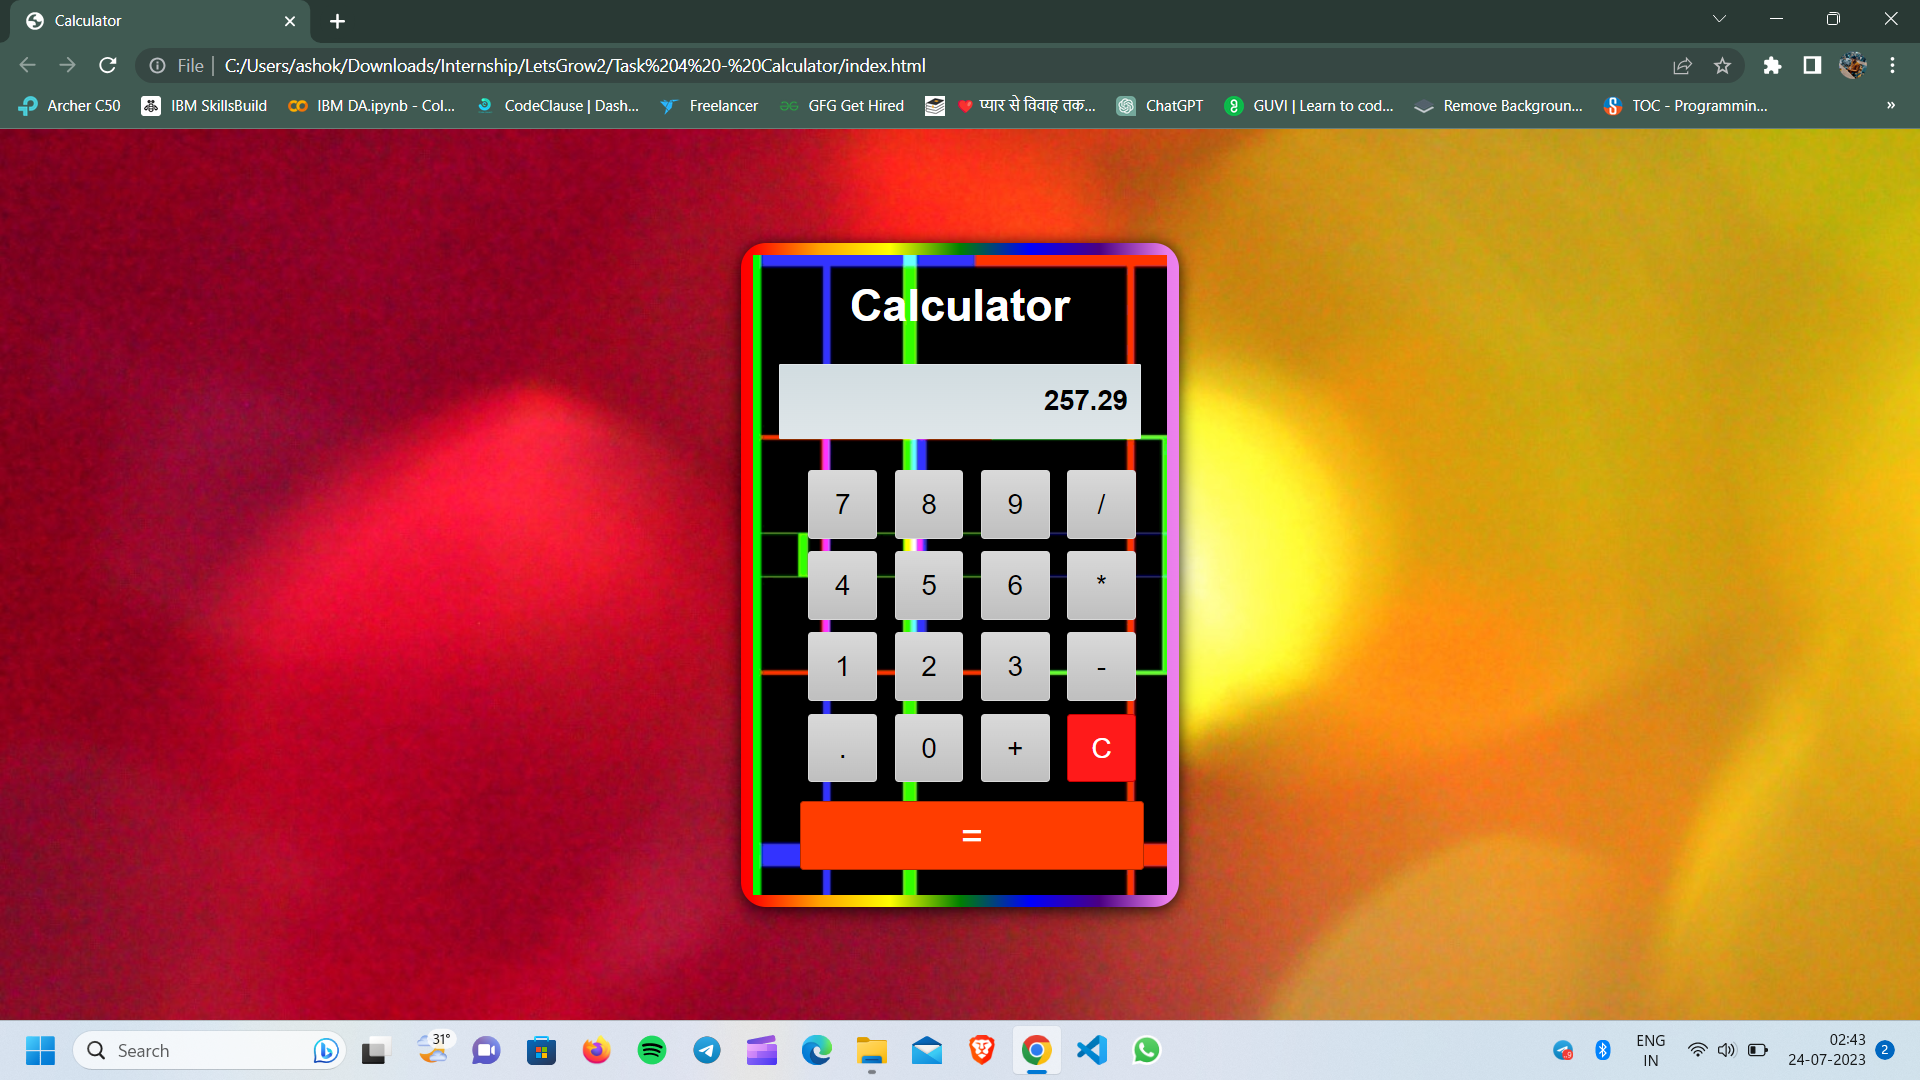 Calculator
File
C:/Users/ashok/Downloads/Internship/LetsGrow2/Task%204%20-%20Calculator/index.html
Archer C50
IBM SkillsBuild
IBM DA.ipynb - Col...
CodeClause | Dash...
Freelancer
GFG Get Hired
❤️ प्यार से विवाह तक...
ChatGPT
GUVI | Learn to cod...
Remove Backgroun...
TOC - Programmin...
»
Calculator
257.29
7 8 9 /
4 5 6 *
1 2 3 -
. 0 + C
=
Search
31°
ENG
IN
02:43
24-07-2023
2